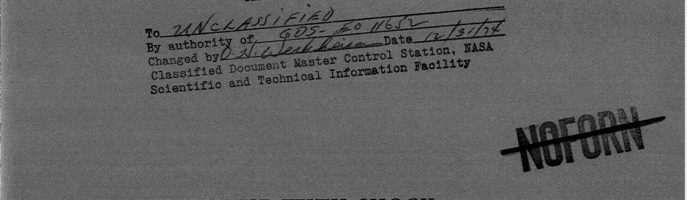 To UNCLASSIFIED
By authority of GDS- EO 11652
Changed by Date 12/31/74
Classified Document Master Control Station, NASA
Scientific and Technical Information Facility
NOFORN